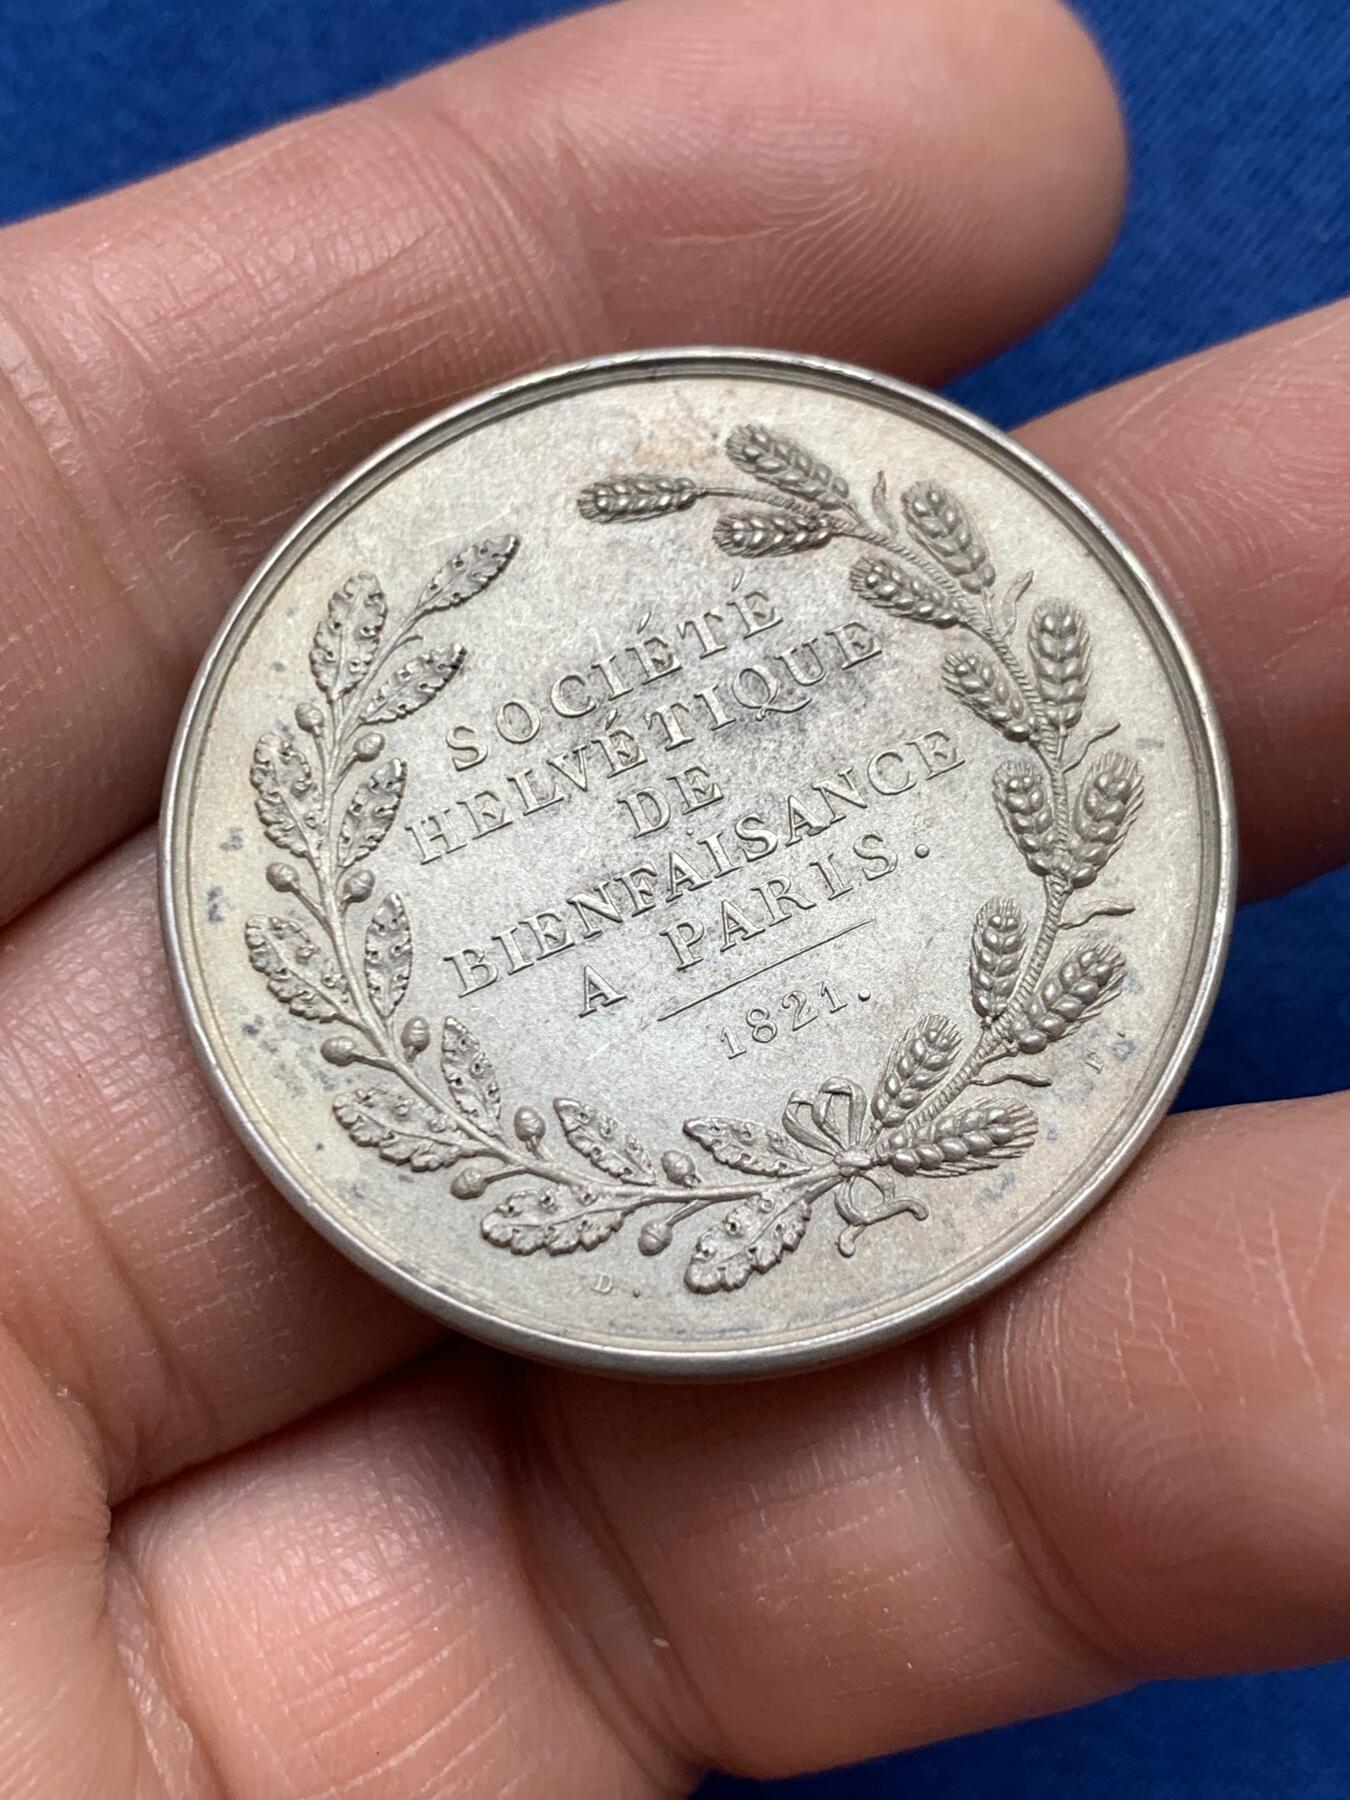 SOCIÉTÉ
HELVÉTIQUE
DE
BIENFAISANCE
A PARIS.
1821.
D.
F.